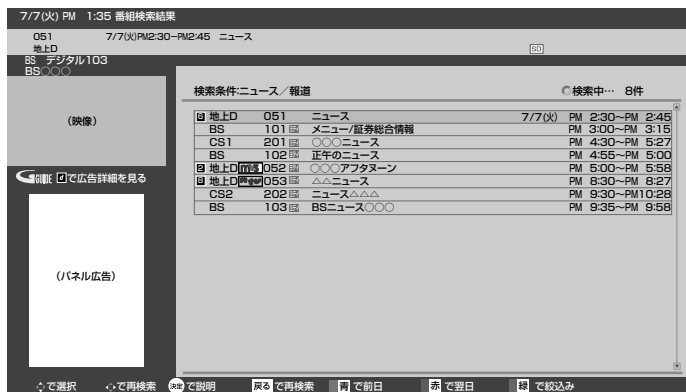 7/7(火) PM 1:35 番組検索結果
051 7/7(火)PM2:30~PM2:45 ニュース
地上D SD
BS デジタル103
BS○○○
検索条件:ニュース/報道 検索中… 8件
(映像)
地上D 051 ニュース 7/7(火) PM 2:30~PM 2:45
BS 101 メニュー/証券総合情報 PM 3:00~PM 3:15
CS1 201 ○○○ニュース PM 4:30~PM 5:27
BS 102 正午のニュース PM 4:55~PM 5:00
地上D 052 ○○○アフタヌーン PM 5:00~PM 5:58
地上D 053 △△ニュース PM 8:30~PM 8:27
CS2 202 ニュース△△△ PM 9:30~PM10:28
BS 103 BSニュース○○○ PM 9:35~PM 9:58
GGUIDE dで広告詳細を見る
(パネル広告)
で選択 で再検索 決定で説明 戻るで再検索 青で前日 赤で翌日 緑で絞込み